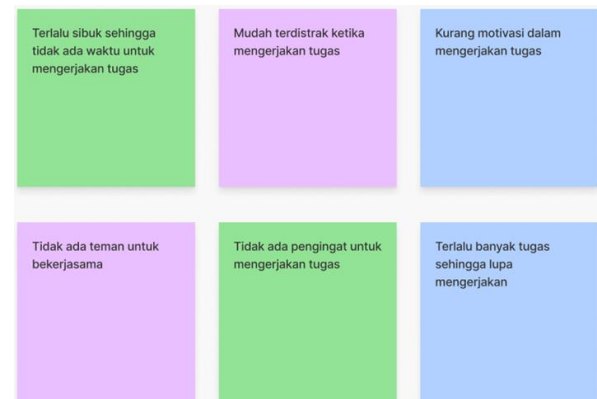 Terlalu sibuk sehingga
tidak ada waktu untuk
mengerjakan tugas
Mudah terdistrak ketika
mengerjakan tugas
Kurang motivasi dalam
mengerjakan tugas
Tidak ada teman untuk
bekerjasama
Tidak ada pengingat untuk
mengerjakan tugas
Terlalu banyak tugas
sehingga lupa
mengerjakan